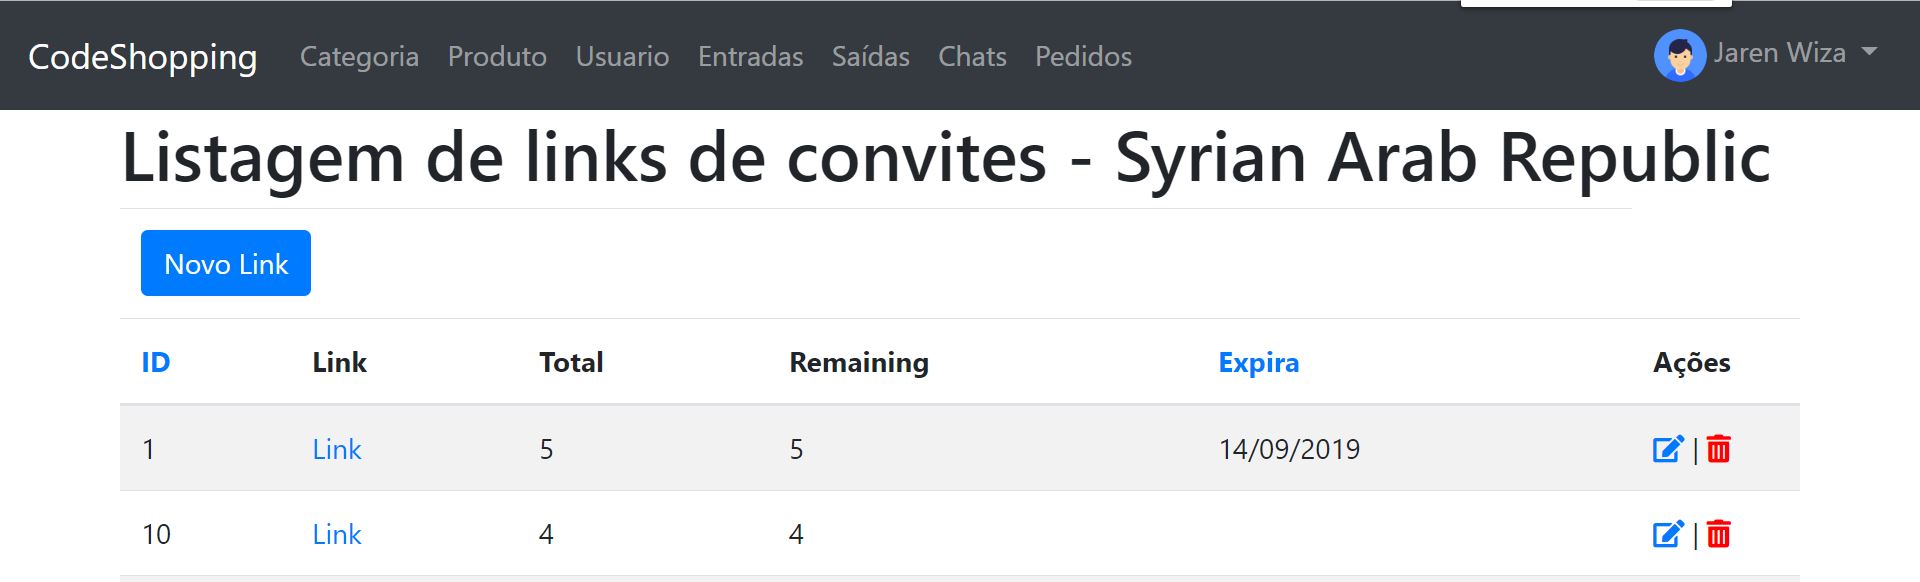 CodeShopping Categoria Produto Usuario Entradas Saídas Chats Pedidos Jaren Wiza
Listagem de links de convites - Syrian Arab Republic
Novo Link
ID Link Total Remaining Expira Ações
1 Link 5 5 14/09/2019 |
10 Link 4 4 |